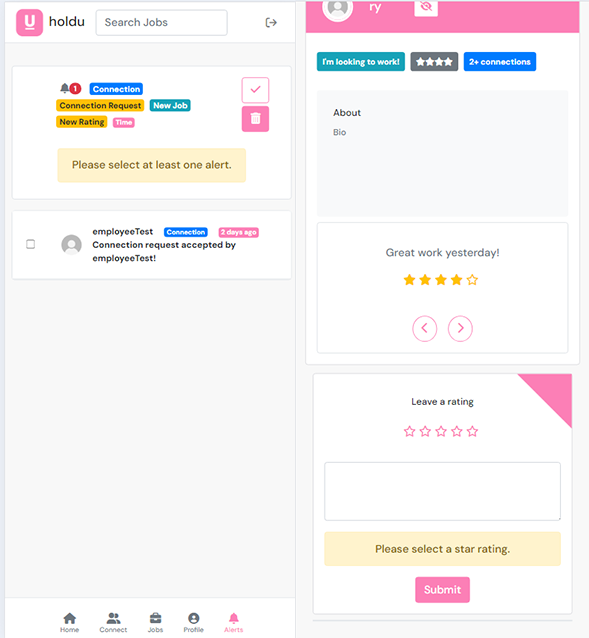 holdu
Search Jobs
1
Connection
Connection Request
New Job
New Rating
Time
Please select at least one alert.
employeeTest
Connection
2 days ago
Connection request accepted by
employeeTest!
Home
Connect
Jobs
Profile
Alerts
ry
I'm looking to work!
2+ connections
About
Bio
Great work yesterday!
Leave a rating
Please select a star rating.
Submit